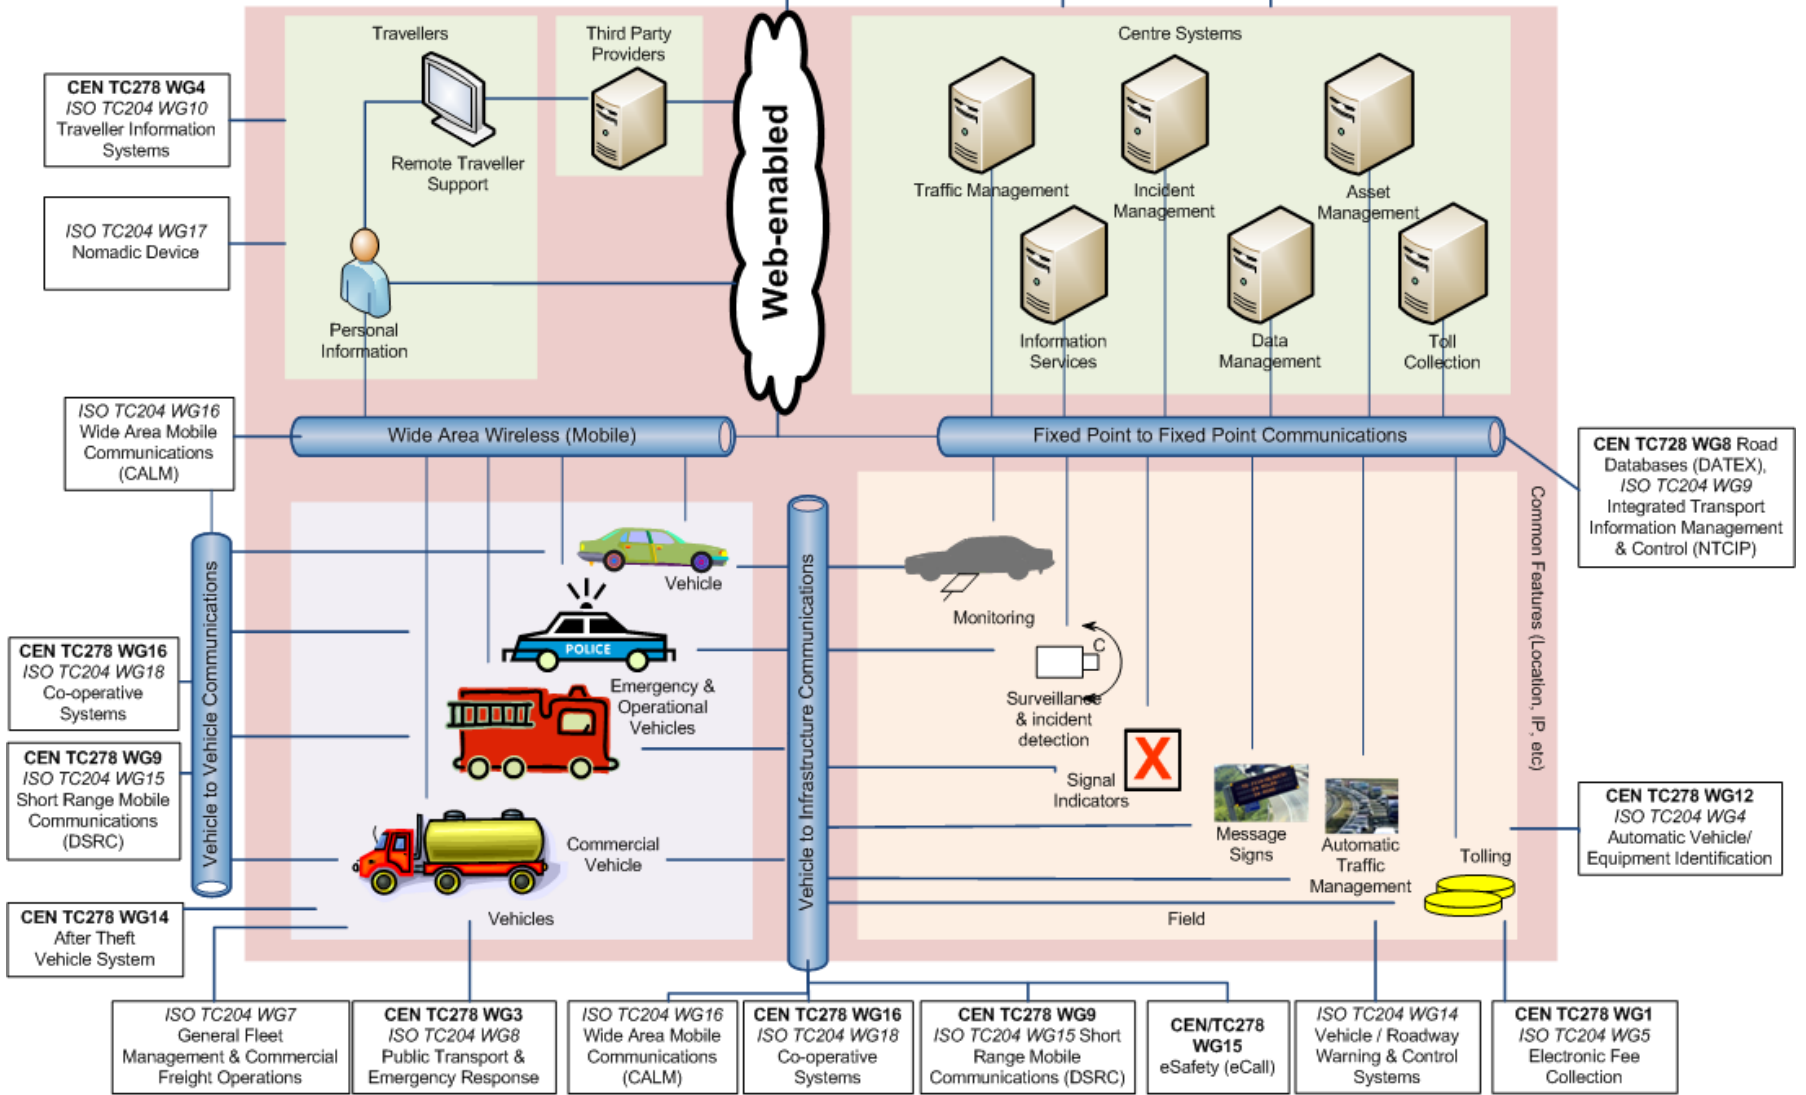 Travellers
Third Party
Providers
Centre Systems
CEN TC278 WG4
ISO TC204 WG10
Traveller Information
Systems
Remote Traveller
Support
Web-enabled
Traffic Management
Incident
Management
Asset
Management
ISO TC204 WG17
Nomadic Device
Personal
Information
Information
Services
Data
Management
Toll
Collection
ISO TC204 WG16
Wide Area Mobile
Communications
(CALM)
Wide Area Wireless (Mobile)
Fixed Point to Fixed Point Communications
CEN TC728 WG8 Road
Databases (DATEX),
ISO TC204 WG9
Integrated Transport
Information Management
& Control (NTCIP)
Common Features (Location, IP, etc)
Vehicle to Vehicle Communications
Vehicle to Infrastructure Communications
Vehicle
POLICE
Emergency &
Operational
Vehicles
Commercial
Vehicle
Vehicles
Monitoring
C
Surveillance
& incident
detection
Signal
Indicators
X
Message
Signs
Automatic
Traffic
Management
Tolling
Field
CEN TC278 WG16
ISO TC204 WG18
Co-operative
Systems
CEN TC278 WG9
ISO TC204 WG15
Short Range Mobile
Communications
(DSRC)
CEN TC278 WG14
After Theft
Vehicle System
CEN TC278 WG12
ISO TC204 WG4
Automatic Vehicle/
Equipment Identification
ISO TC204 WG7
General Fleet
Management & Commercial
Freight Operations
CEN TC278 WG3
ISO TC204 WG8
Public Transport &
Emergency Response
ISO TC204 WG16
Wide Area Mobile
Communications
(CALM)
CEN TC278 WG16
ISO TC204 WG18
Co-operative
Systems
CEN TC278 WG9
ISO TC204 WG15 Short
Range Mobile
Communications (DSRC)
CEN/TC278
WG15
eSafety (eCall)
ISO TC204 WG14
Vehicle / Roadway
Warning & Control
Systems
CEN TC278 WG1
ISO TC204 WG5
Electronic Fee
Collection